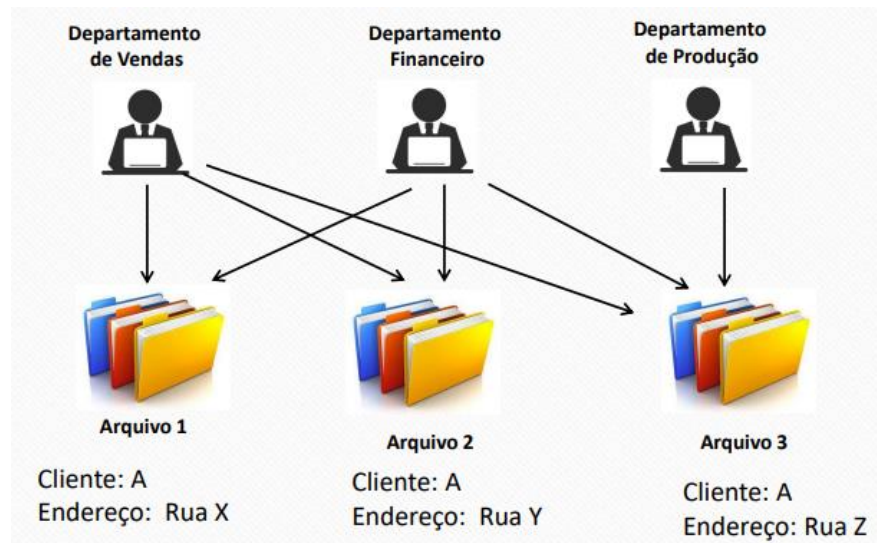 Departamento
de Vendas
Departamento
Financeiro
Departamento
de Produção
Arquivo 1
Cliente: A
Endereço: Rua X
Arquivo 2
Cliente: A
Endereço: Rua Y
Arquivo 3
Cliente: A
Endereço: Rua Z